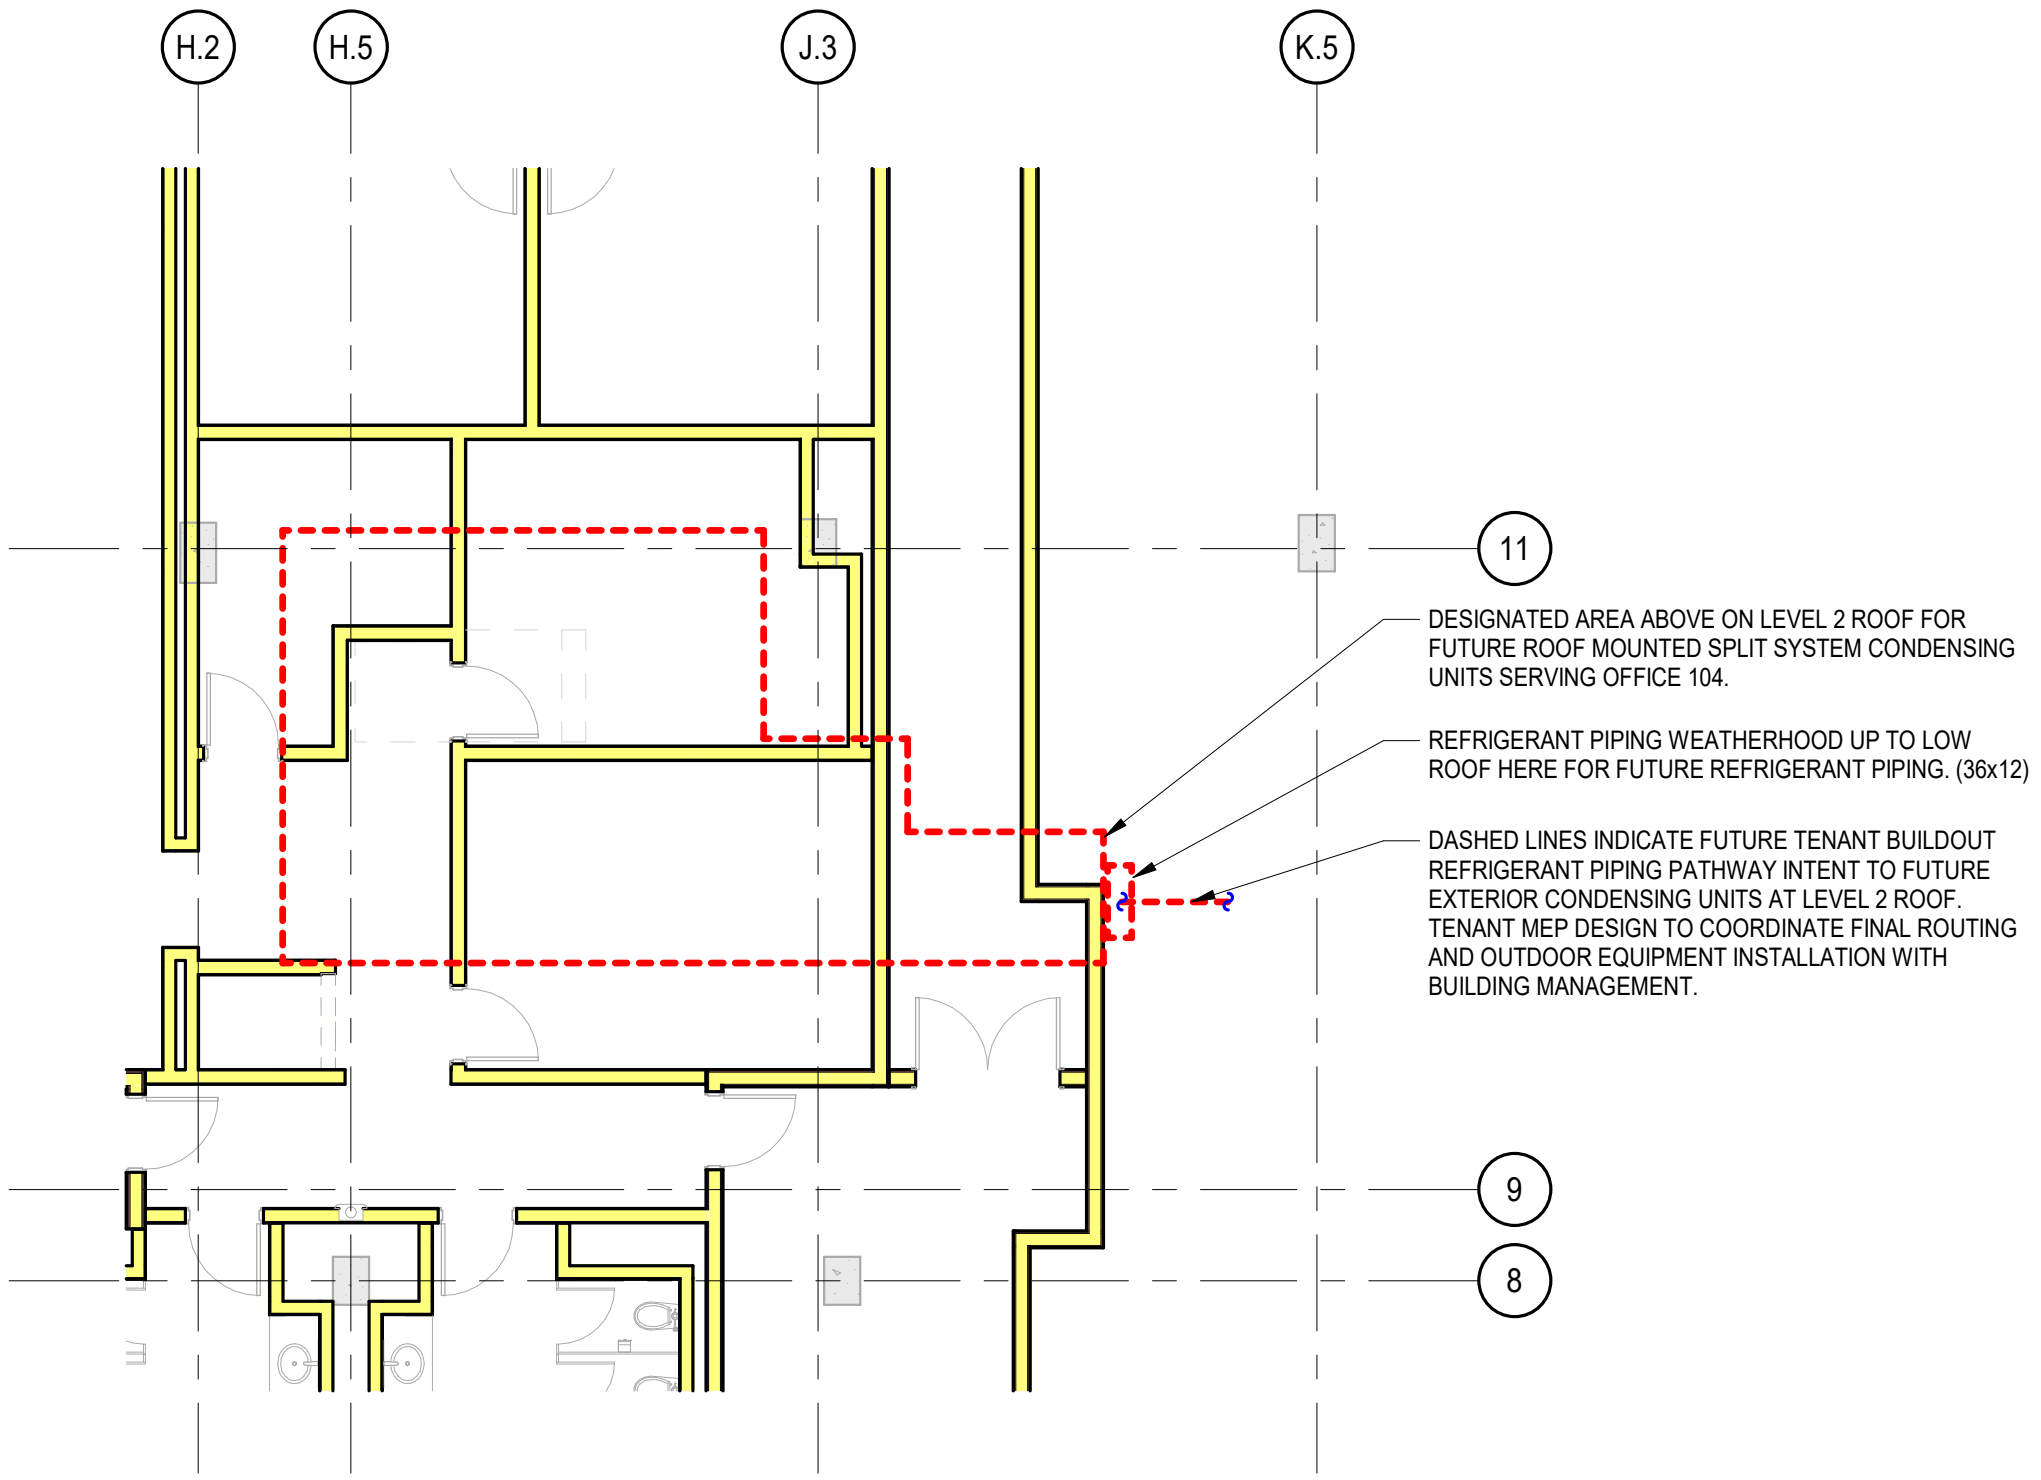 H.2
H.5
J.3
K.5
11
DESIGNATED AREA ABOVE ON LEVEL 2 ROOF FOR
FUTURE ROOF MOUNTED SPLIT SYSTEM CONDENSING
UNITS SERVING OFFICE 104.
REFRIGERANT PIPING WEATHERHOOD UP TO LOW
ROOF HERE FOR FUTURE REFRIGERANT PIPING. (36x12)
DASHED LINES INDICATE FUTURE TENANT BUILDOUT
REFRIGERANT PIPING PATHWAY INTENT TO FUTURE
EXTERIOR CONDENSING UNITS AT LEVEL 2 ROOF.
TENANT MEP DESIGN TO COORDINATE FINAL ROUTING
AND OUTDOOR EQUIPMENT INSTALLATION WITH
BUILDING MANAGEMENT.
9
8